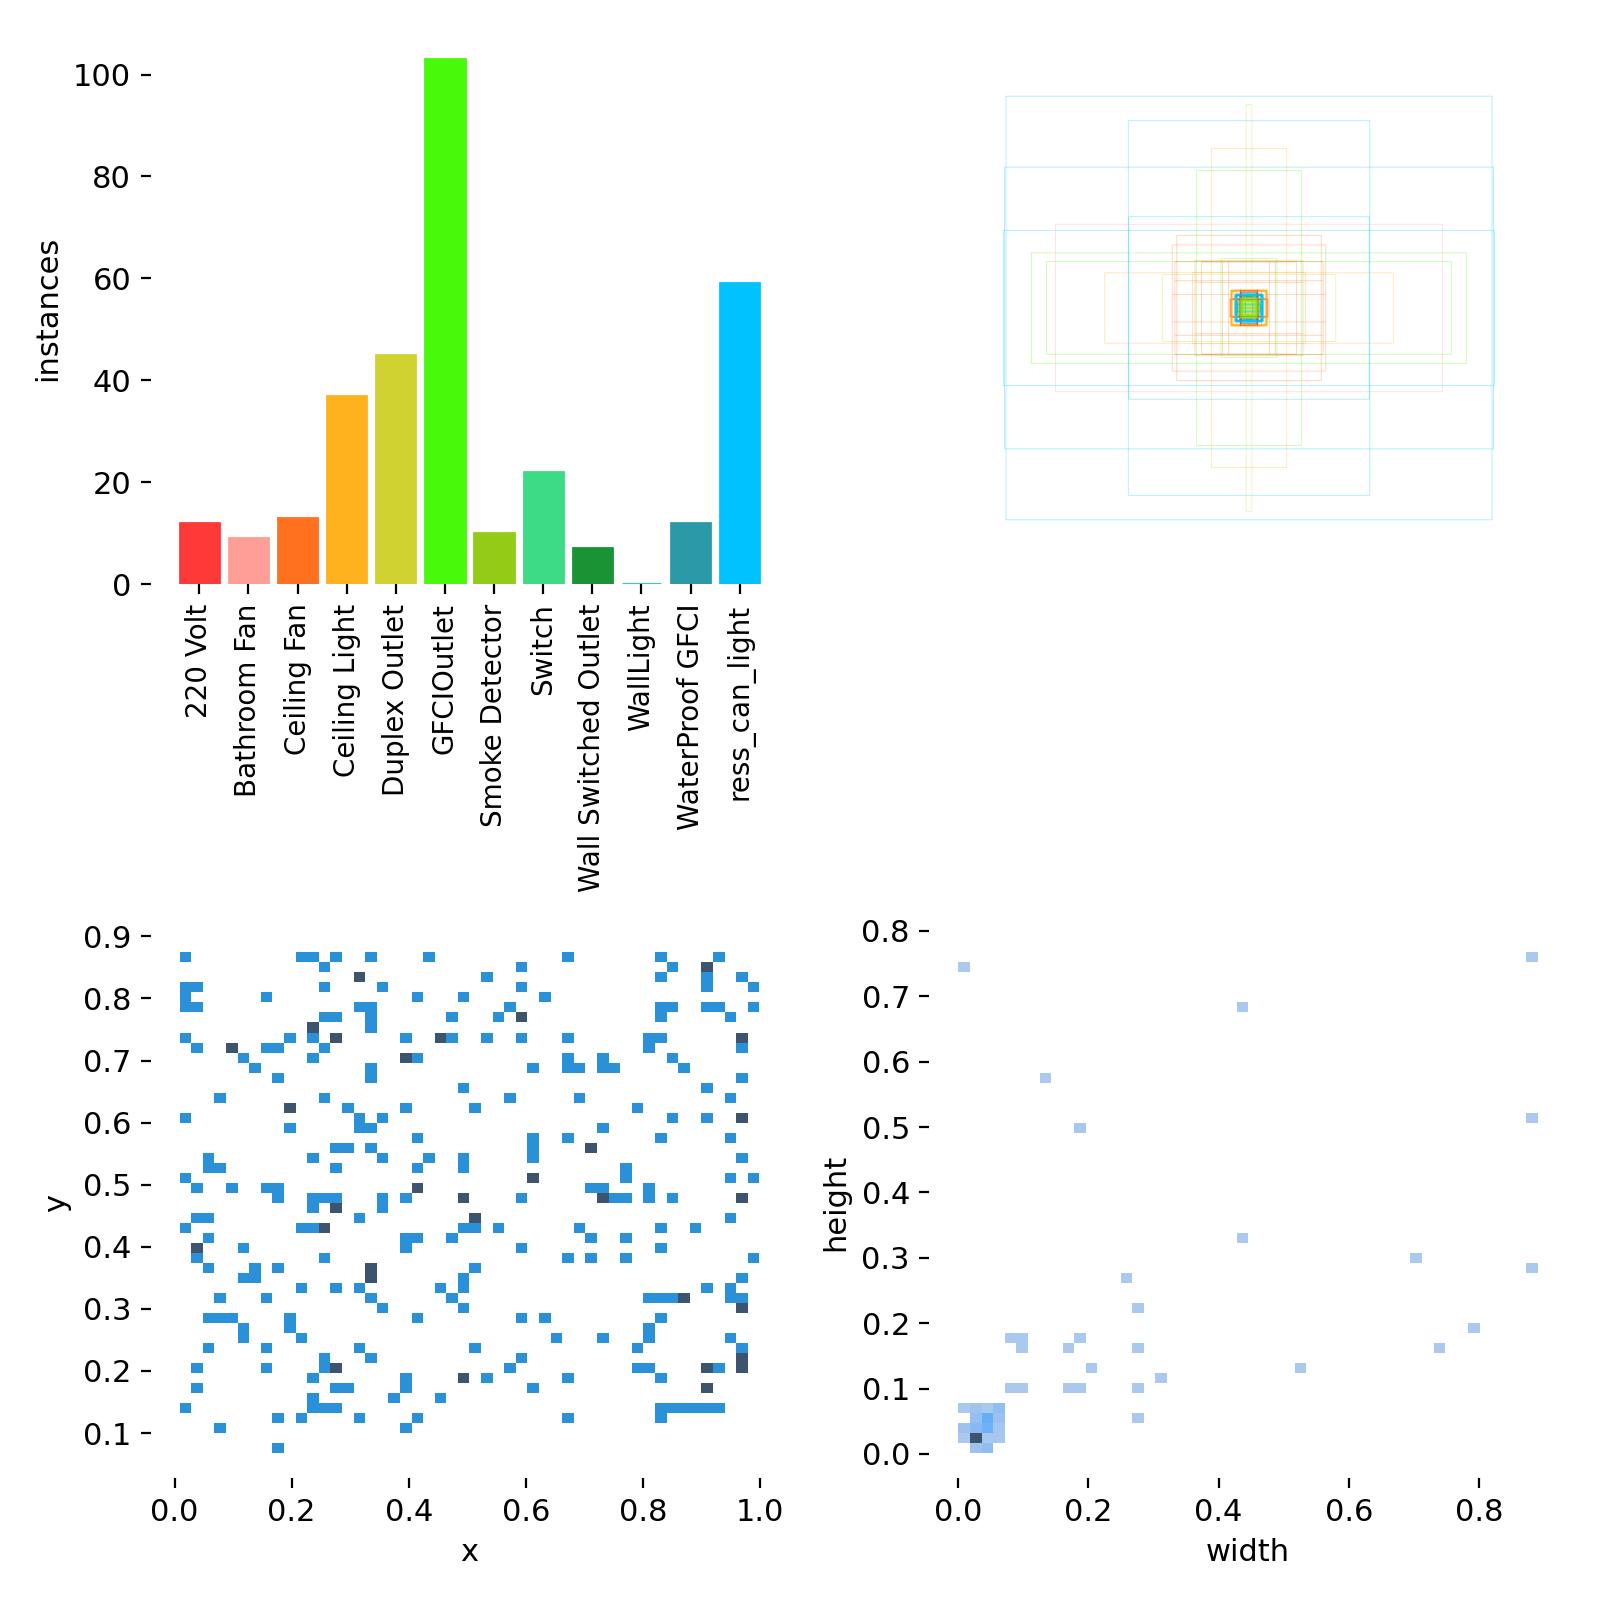 100
80
60
40
20
0
instances
220 Volt
Bathroom Fan
Ceiling Fan
Ceiling Light
Duplex Outlet
GFCIOutlet
Smoke Detector
Switch
Wall Switched Outlet
WallLight
WaterProof GFCI
ress_can_light
0.9
0.8
0.7
0.6
0.5
0.4
0.3
0.2
0.1
y
0.0 0.2 0.4 0.6 0.8 1.0
x
0.8
0.7
0.6
0.5
0.4
0.3
0.2
0.1
0.0
height
0.0 0.2 0.4 0.6 0.8
width